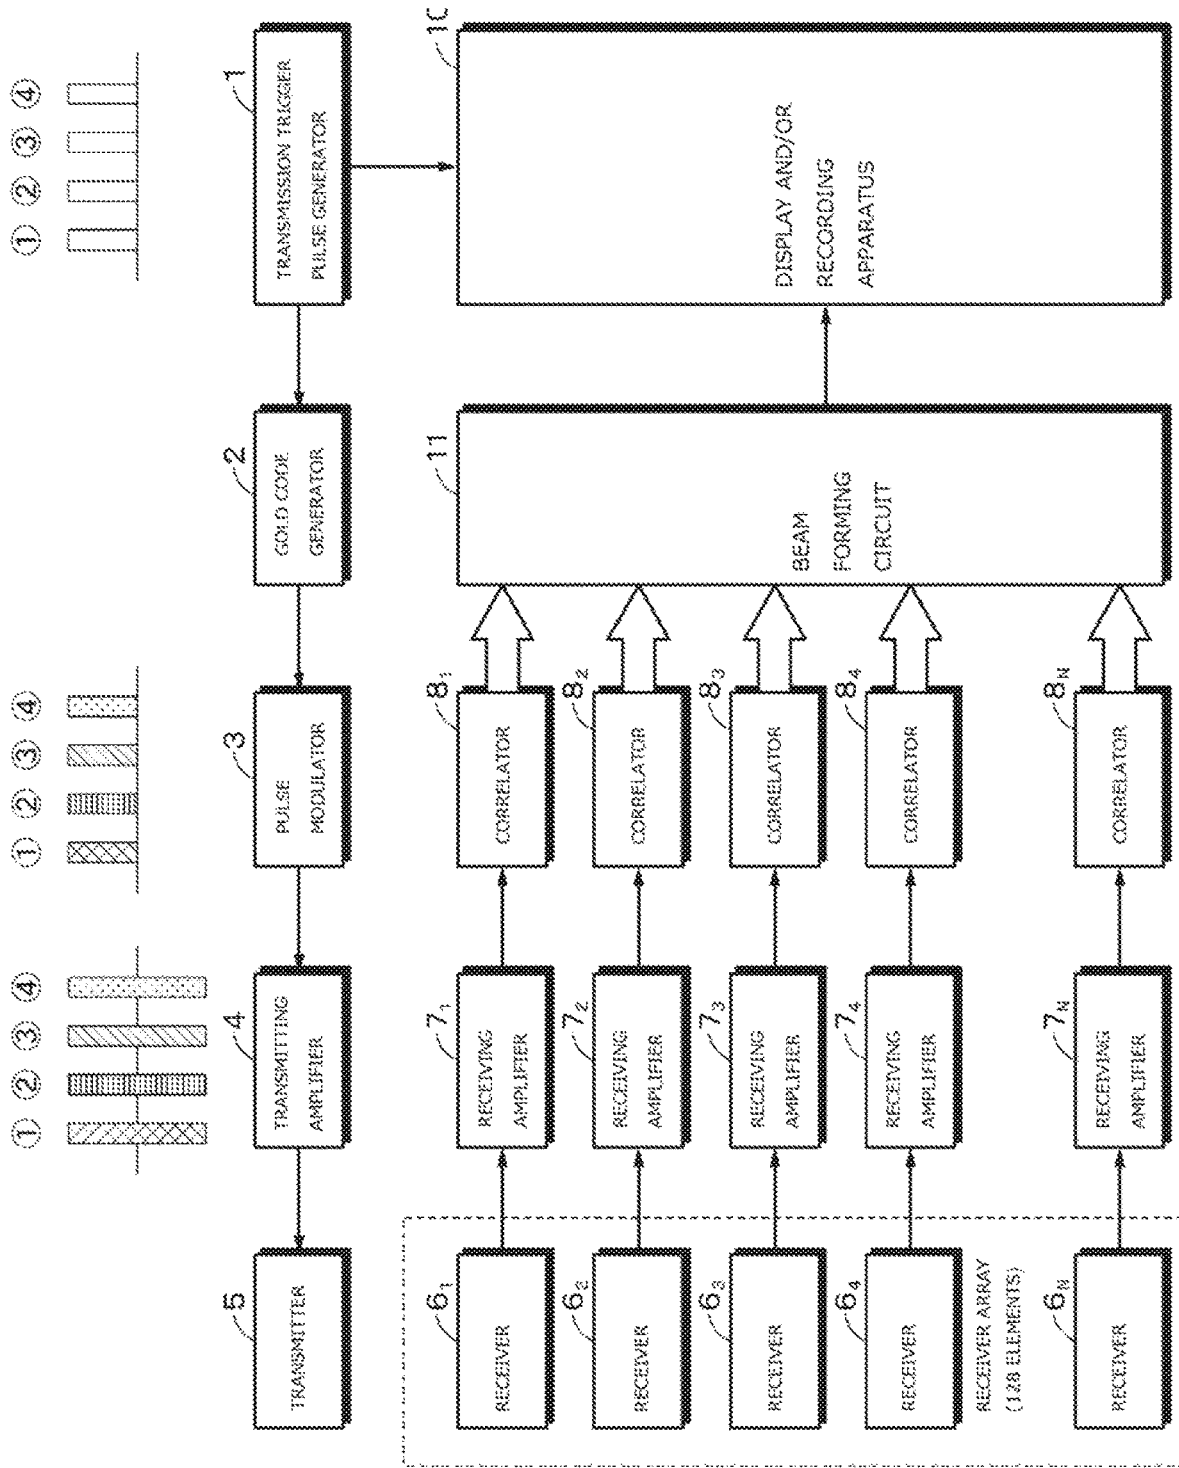 ① ② ③ ④
① ② ③ ④
① ② ③ ④
5
TRANSMITTER
4
TRANSMITTING
AMPLIFIER
3
PULSE
MODULATOR
2
GOLD CODE
GENERATOR
1
TRANSMISSION TRIGGER
PULSE GENERATOR
6₁
RECEIVER
7₁
RECEIVING
AMPLIFIER
8₁
CORRELATOR
11
BEAM
FORMING
CIRCUIT
10
DISPLAY AND/OR
RECORDING
APPARATUS
6₂
RECEIVER
7₂
RECEIVING
AMPLIFIER
8₂
CORRELATOR
6₃
RECEIVER
7₃
RECEIVING
AMPLIFIER
8₃
CORRELATOR
6₄
RECEIVER
7₄
RECEIVING
AMPLIFIER
8₄
CORRELATOR
RECEIVER ARRAY
(128 ELEMENTS)
6N
RECEIVER
7N
RECEIVING
AMPLIFIER
8N
CORRELATOR